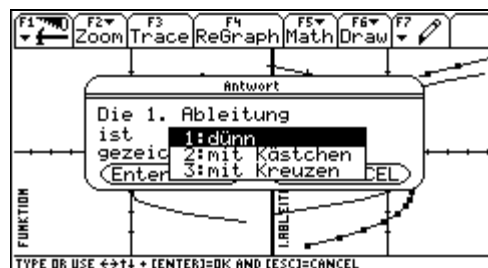 F1 F2 F3 F4 F5 F6 F7
Zoom Trace ReGraph Math Draw
Antwort
Die 1. Ableitung
ist 1:dünn
gezeic 2:mit Kästchen
3:mit Kreuzen
Enter CEL
FUNKTION
1.ABLEIT
TYPE OR USE ←→↑↓ + [ENTER]=OK AND [ESC]=CANCEL